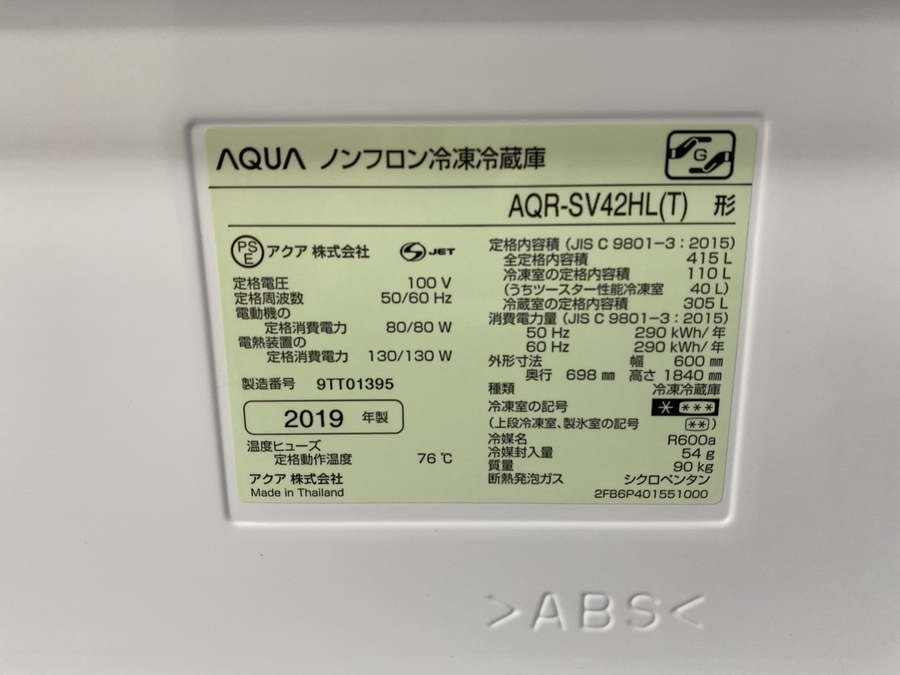 AQUA ノンフロン冷凍冷蔵庫
G
AQR-SV42HL(T) 形
PSE アクア 株式会社 JET
定格電圧 100 V
定格周波数 50/60 Hz
電動機の
定格消費電力 80/80 W
電熱装置の
定格消費電力 130/130 W
製造番号 9TT01395
2019 年製
温度ヒューズ
定格動作温度 76 ℃
アクア 株式会社
Made in Thailand
定格内容積 (JIS C 9801-3：2015)
全定格内容積 415 L
冷凍室の定格内容積 110 L
(うちツースター性能冷凍室 40 L)
冷蔵室の定格内容積 305 L
消費電力量 (JIS C 9801-3：2015)
50 Hz 290 kWh/年
60 Hz 290 kWh/年
外形寸法 幅 600 ㎜
奥行 698 ㎜ 高さ 1840 ㎜
種類 冷凍冷蔵庫
冷凍室の記号 * ***
(上段冷凍室、製氷室の記号 **)
冷媒名 R600a
冷媒封入量 54 g
質量 90 kg
断熱発泡ガス シクロペンタン
2FB6P401551000
>ABS<